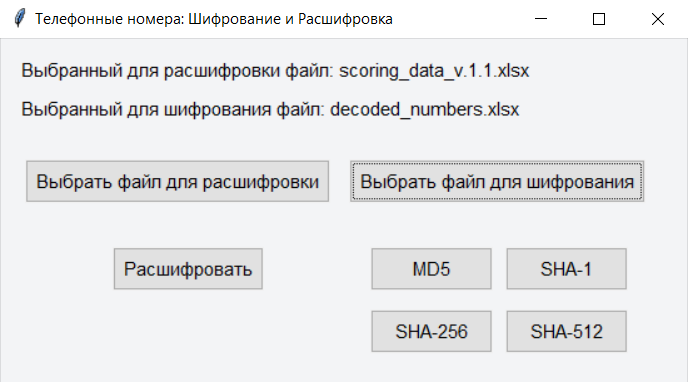 Телефонные номера: Шифрование и Расшифровка
Выбранный для расшифровки файл: scoring_data_v.1.1.xlsx
Выбранный для шифрования файл: decoded_numbers.xlsx
Выбрать файл для расшифровки Выбрать файл для шифрования
Расшифровать MD5 SHA-1
SHA-256 SHA-512